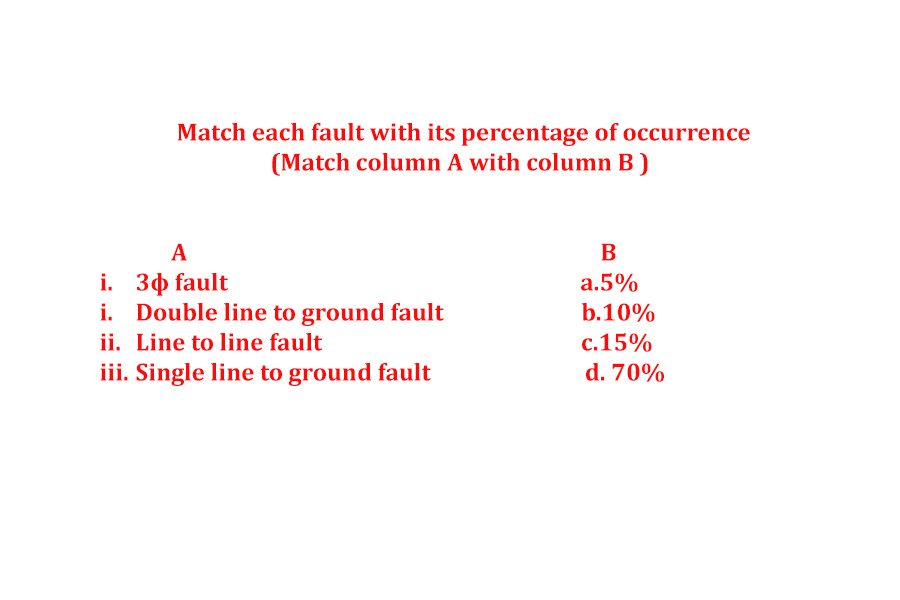 Match each fault with its percentage of occurrence
(Match column A with column B )
A B
i. 3ф fault a.5%
i. Double line to ground fault b.10%
ii. Line to line fault c.15%
iii. Single line to ground fault d. 70%